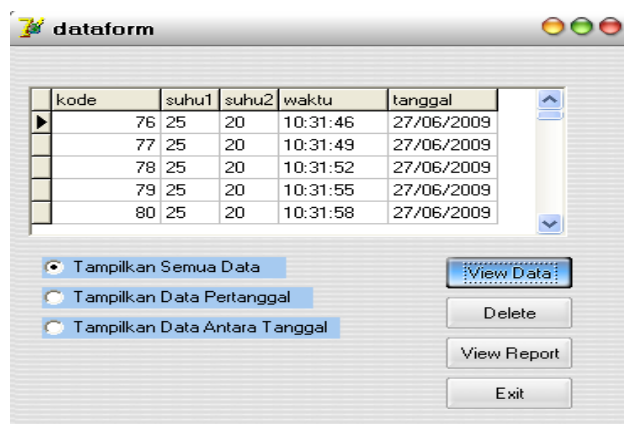 dataform
kode suhu1 suhu2 waktu tanggal
76 25 20 10:31:46 27/06/2009
77 25 20 10:31:49 27/06/2009
78 25 20 10:31:52 27/06/2009
79 25 20 10:31:55 27/06/2009
80 25 20 10:31:58 27/06/2009
Tampilkan Semua Data
Tampilkan Data Pertanggal
Tampilkan Data Antara Tanggal
View Data
Delete
View Report
Exit